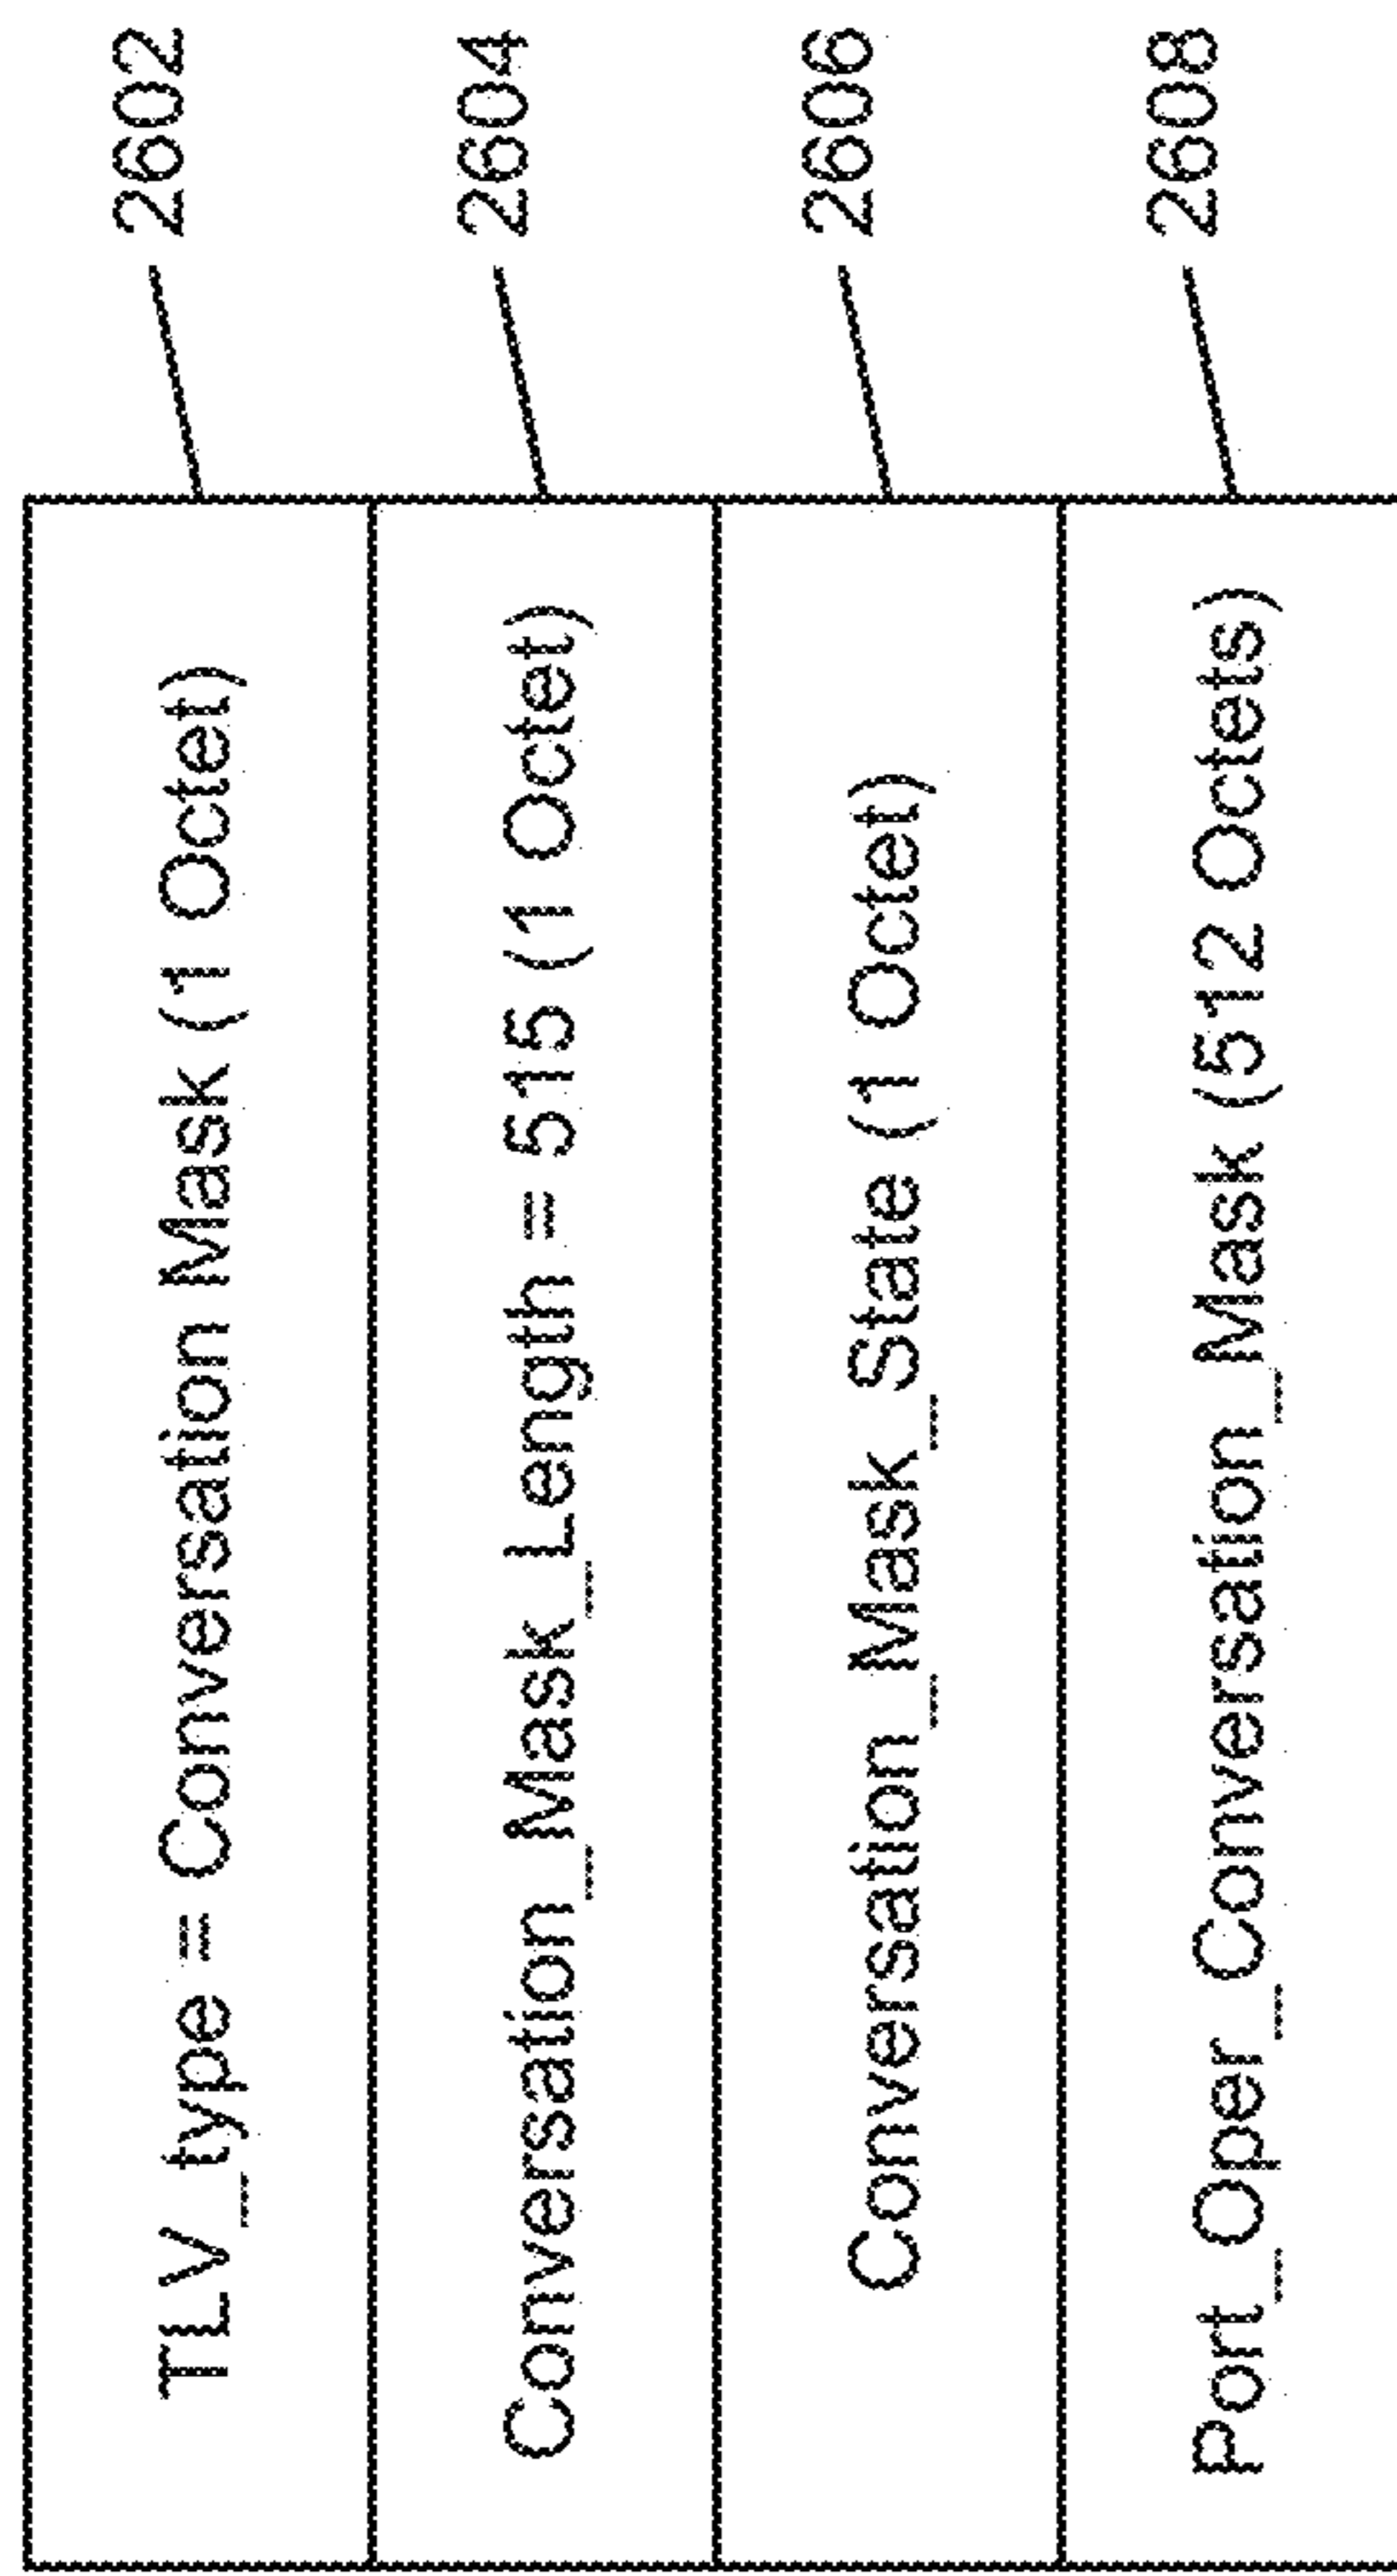 TLV_type = Conversation Mask (1 Octet)
2602
Conversation_Mask_Length = 515 (1 Octet)
2604
Conversation_Mask_State (1 Octet)
2606
Port_Oper_Conversation_Mask (512 Octets)
2608